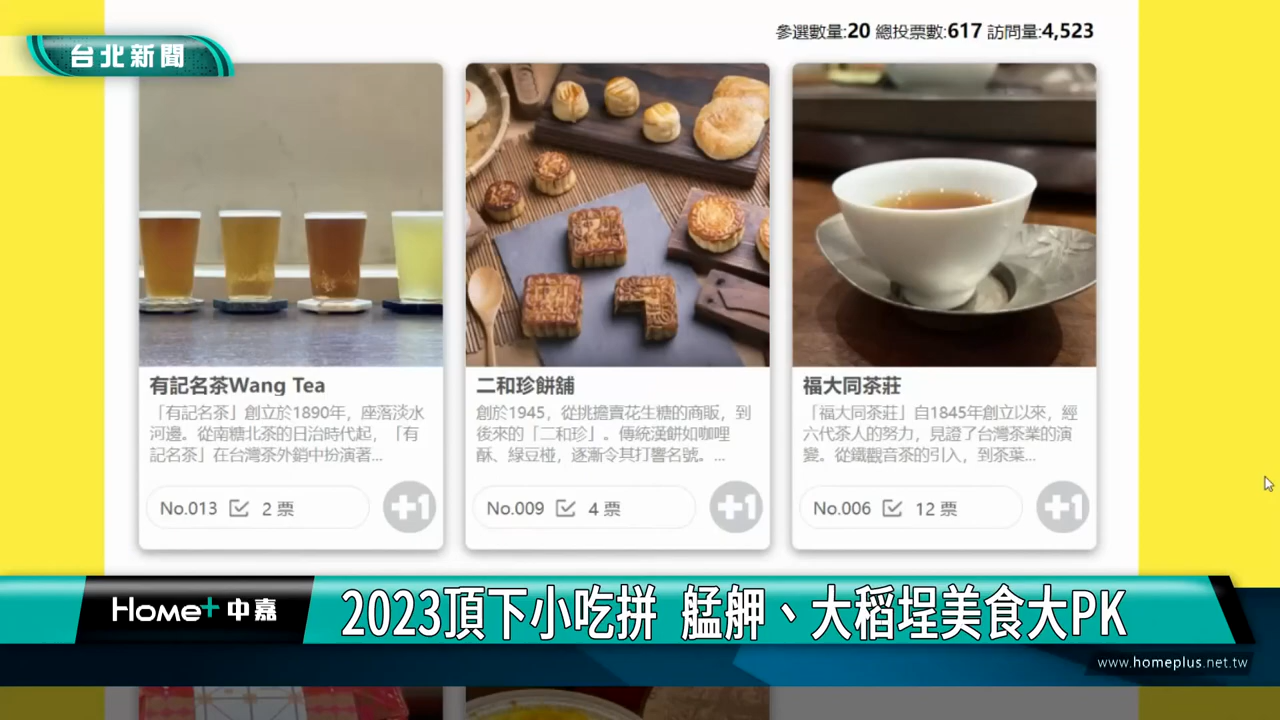 參選數量:20 總投票數:617 訪問量:4,523
台北新聞
有記名茶Wang Tea
「有記名茶」創立於1890年，座落淡水
河邊。從南糖北茶的日治時代起，「有
記名茶」在台灣茶外銷中扮演著...
No.013 2 票
+1
二和珍餅舖
創於1945，從挑擔賣花生糖的商販，到
後來的「二和珍」。傳統漢餅如咖哩
酥、綠豆椪，逐漸令其打響名號。...
No.009 4 票
+1
福大同茶莊
「福大同茶莊」自1845年創立以來，經
六代茶人的努力，見證了台灣茶業的演
變。從鐵觀音茶的引入，到茶葉...
No.006 12 票
+1
Home+ 中嘉
2023頂下小吃拼 艋舺、大稻埕美食大PK
www.homeplus.net.tw